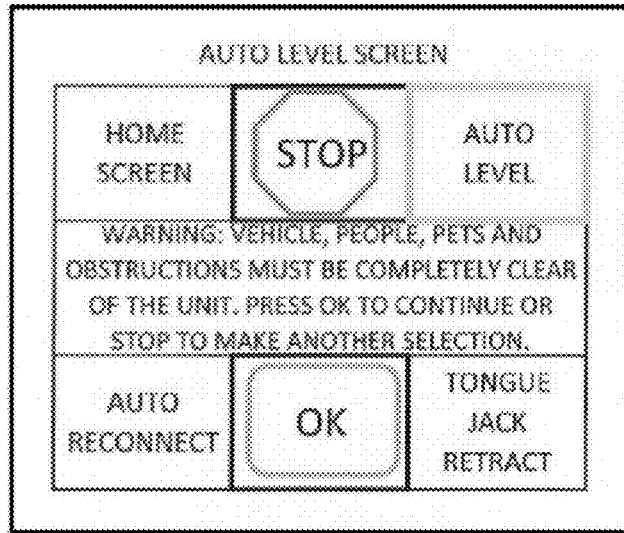 AUTO LEVEL SCREEN
HOME
SCREEN
STOP
AUTO
LEVEL
WARNING: VEHICLE, PEOPLE, PETS AND
OBSTRUCTIONS MUST BE COMPLETELY CLEAR
OF THE UNIT. PRESS OK TO CONTINUE OR
STOP TO MAKE ANOTHER SELECTION.
AUTO
RECONNECT
OK
TONGUE
JACK
RETRACT